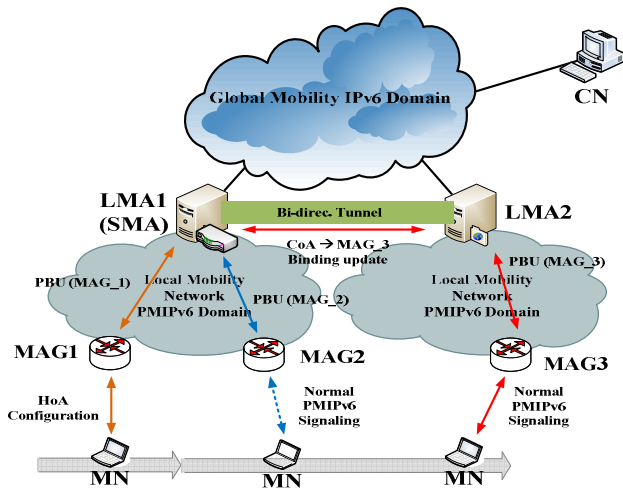 Global Mobility IPv6 Domain
CN
LMA1
(SMA)
Bi-direc. Tunnel
LMA2
CoA → MAG_3
Binding update
PBU (MAG_1)
Local Mobility
Network
PMIPv6 Domain
PBU (MAG_2)
PBU (MAG_3)
Local Mobility
Network
PMIPv6 Domain
MAG1
MAG2
MAG3
HoA
Configuration
Normal
PMIPv6
Signaling
Normal
PMIPv6
Signaling
MN
MN
MN